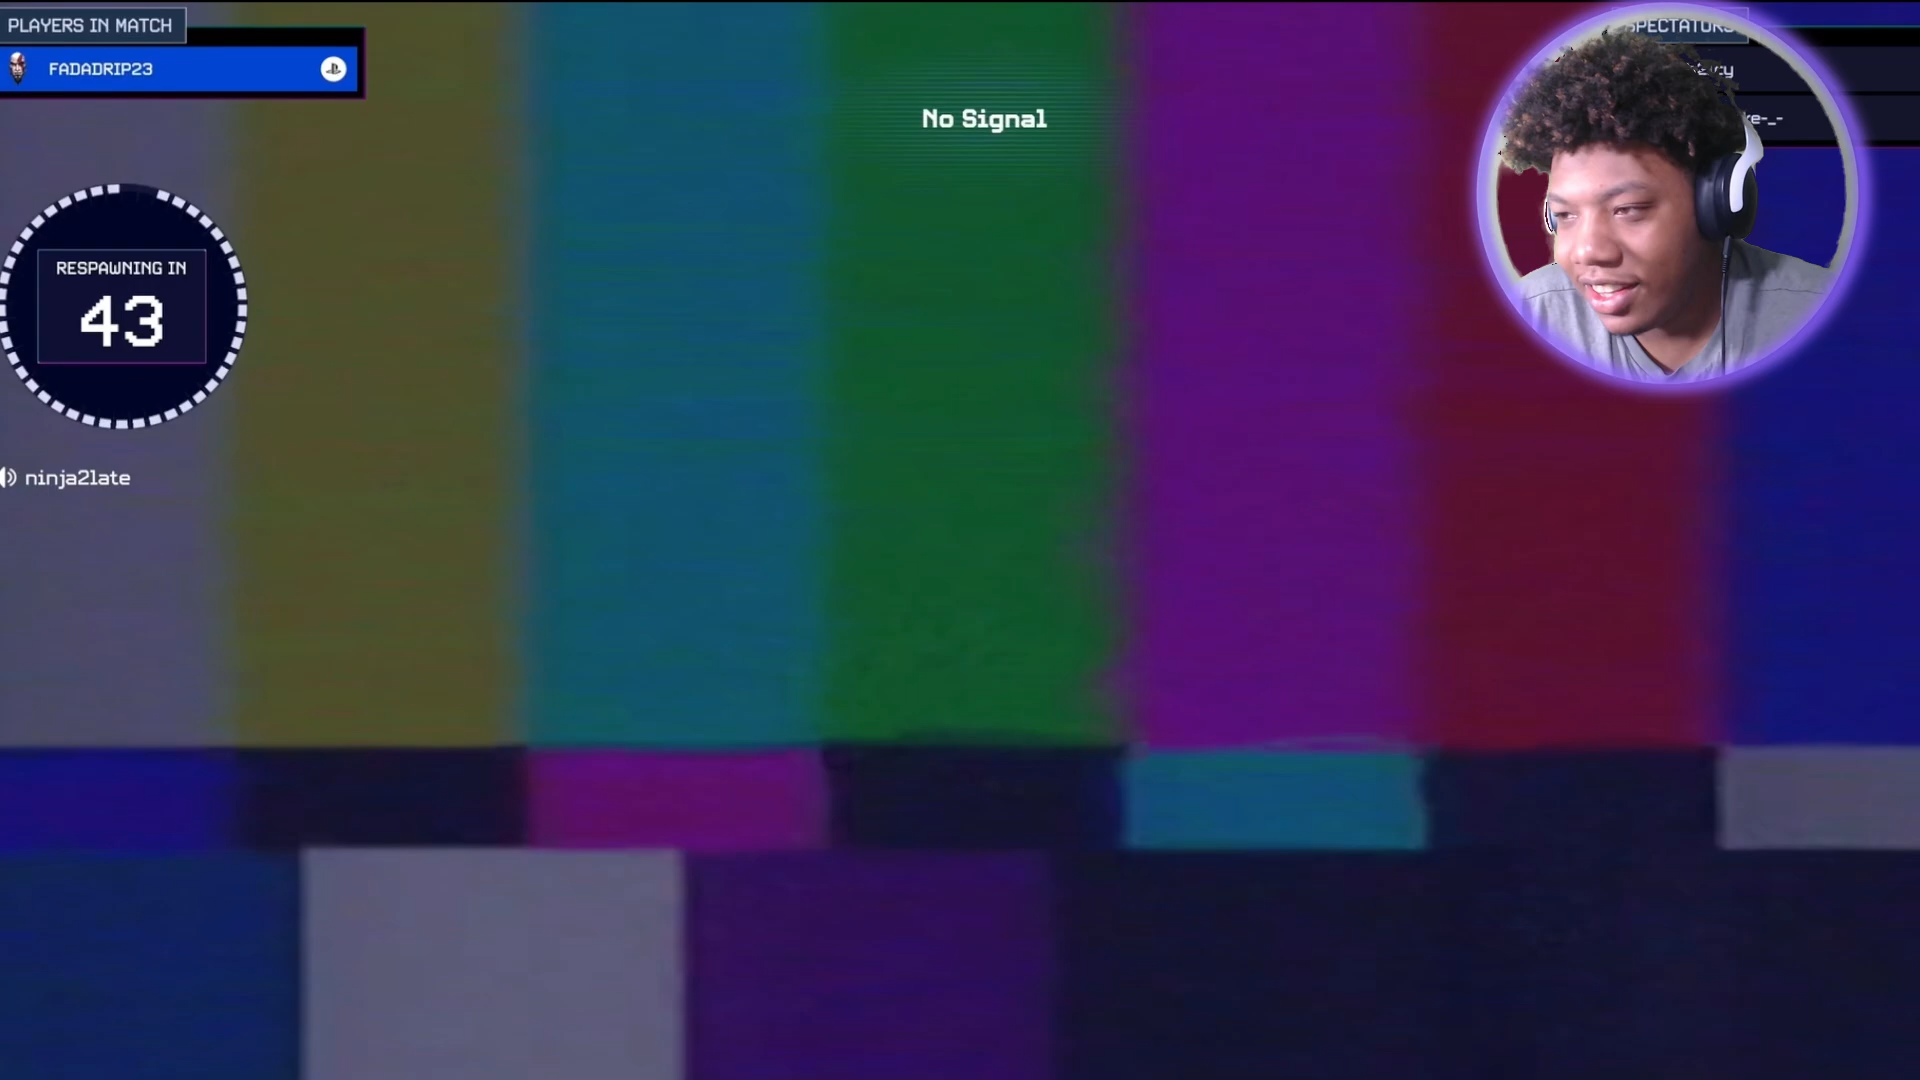 PLAYERS IN MATCH
FADADRIP23
No Signal
RESPAWNING IN
43
ninja2late